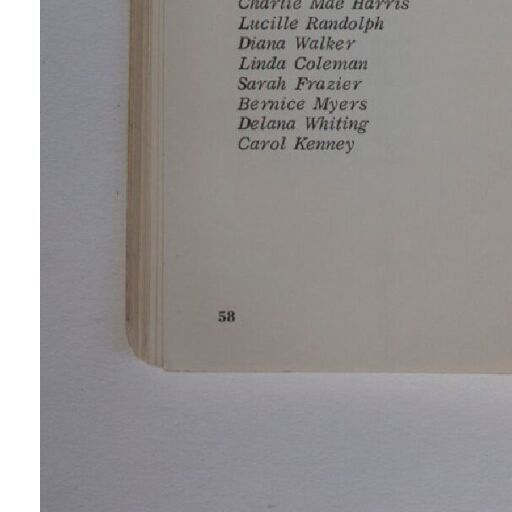 Charlie Mae Harris
Lucille Randolph
Diana Walker
Linda Coleman
Sarah Frazier
Bernice Myers
Delana Whiting
Carol Kenney
58